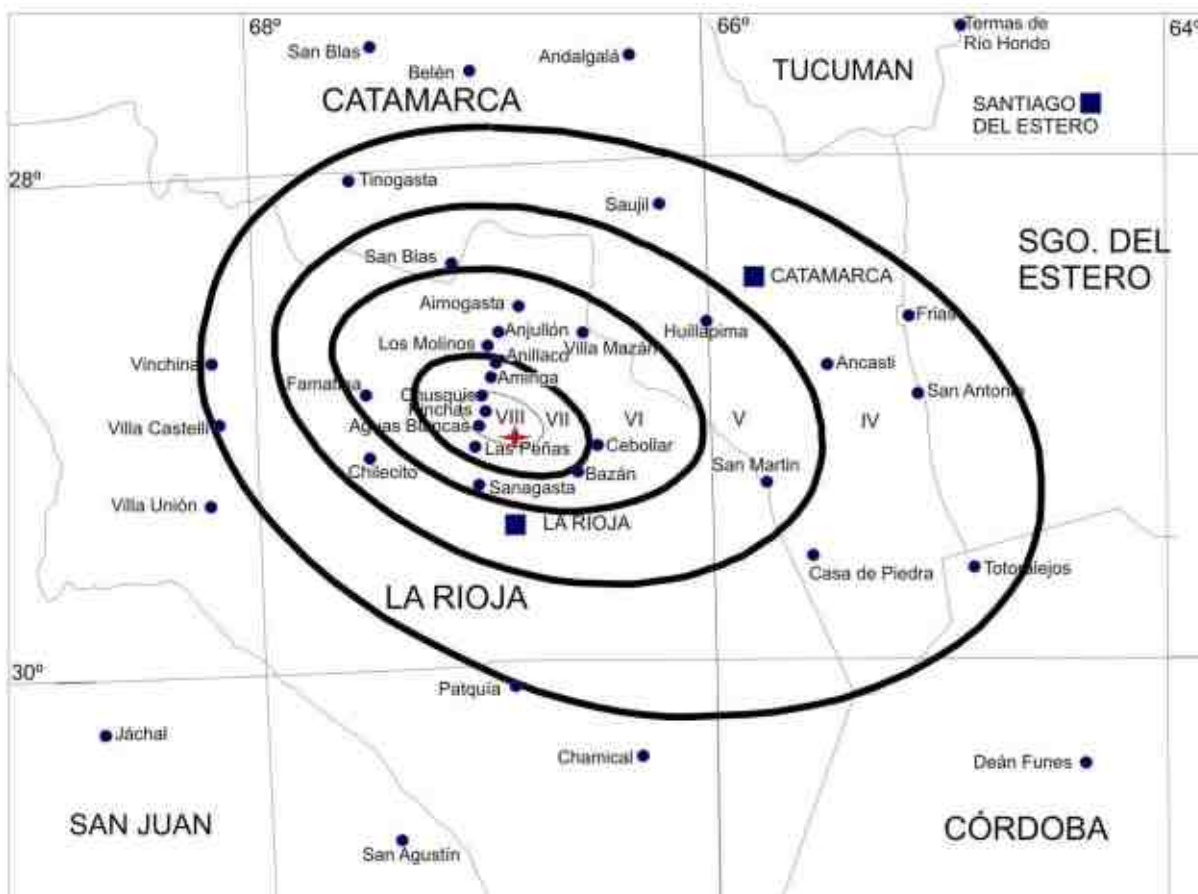 68º
66º
64º
San Blas
Belén
Andalgalá
Termas de
Río Hondo
TUCUMAN
CATAMARCA
SANTIAGO
DEL ESTERO
28º
Tinogasta
Saujil
SGO. DEL
ESTERO
San Blas
CATAMARCA
Aimogasta
Anjullón
Huillapima
Frias
Los Molinos
Villa Mazán
Anillaco
Vinchina
Aminga
Ancasti
Famatina
Chusquis
San Antonio
Pinchas
VIII
VII
VI
V
IV
Villa Castelli
Aguas Blancas
Las Peñas
Cebollar
Chilecito
Bazán
San Martin
Sanagasta
Villa Unión
LA RIOJA
Casa de Piedra
Totoralejos
LA RIOJA
30º
Patquía
Jáchal
Chamical
Deán Funes
SAN JUAN
CÓRDOBA
San Agustín